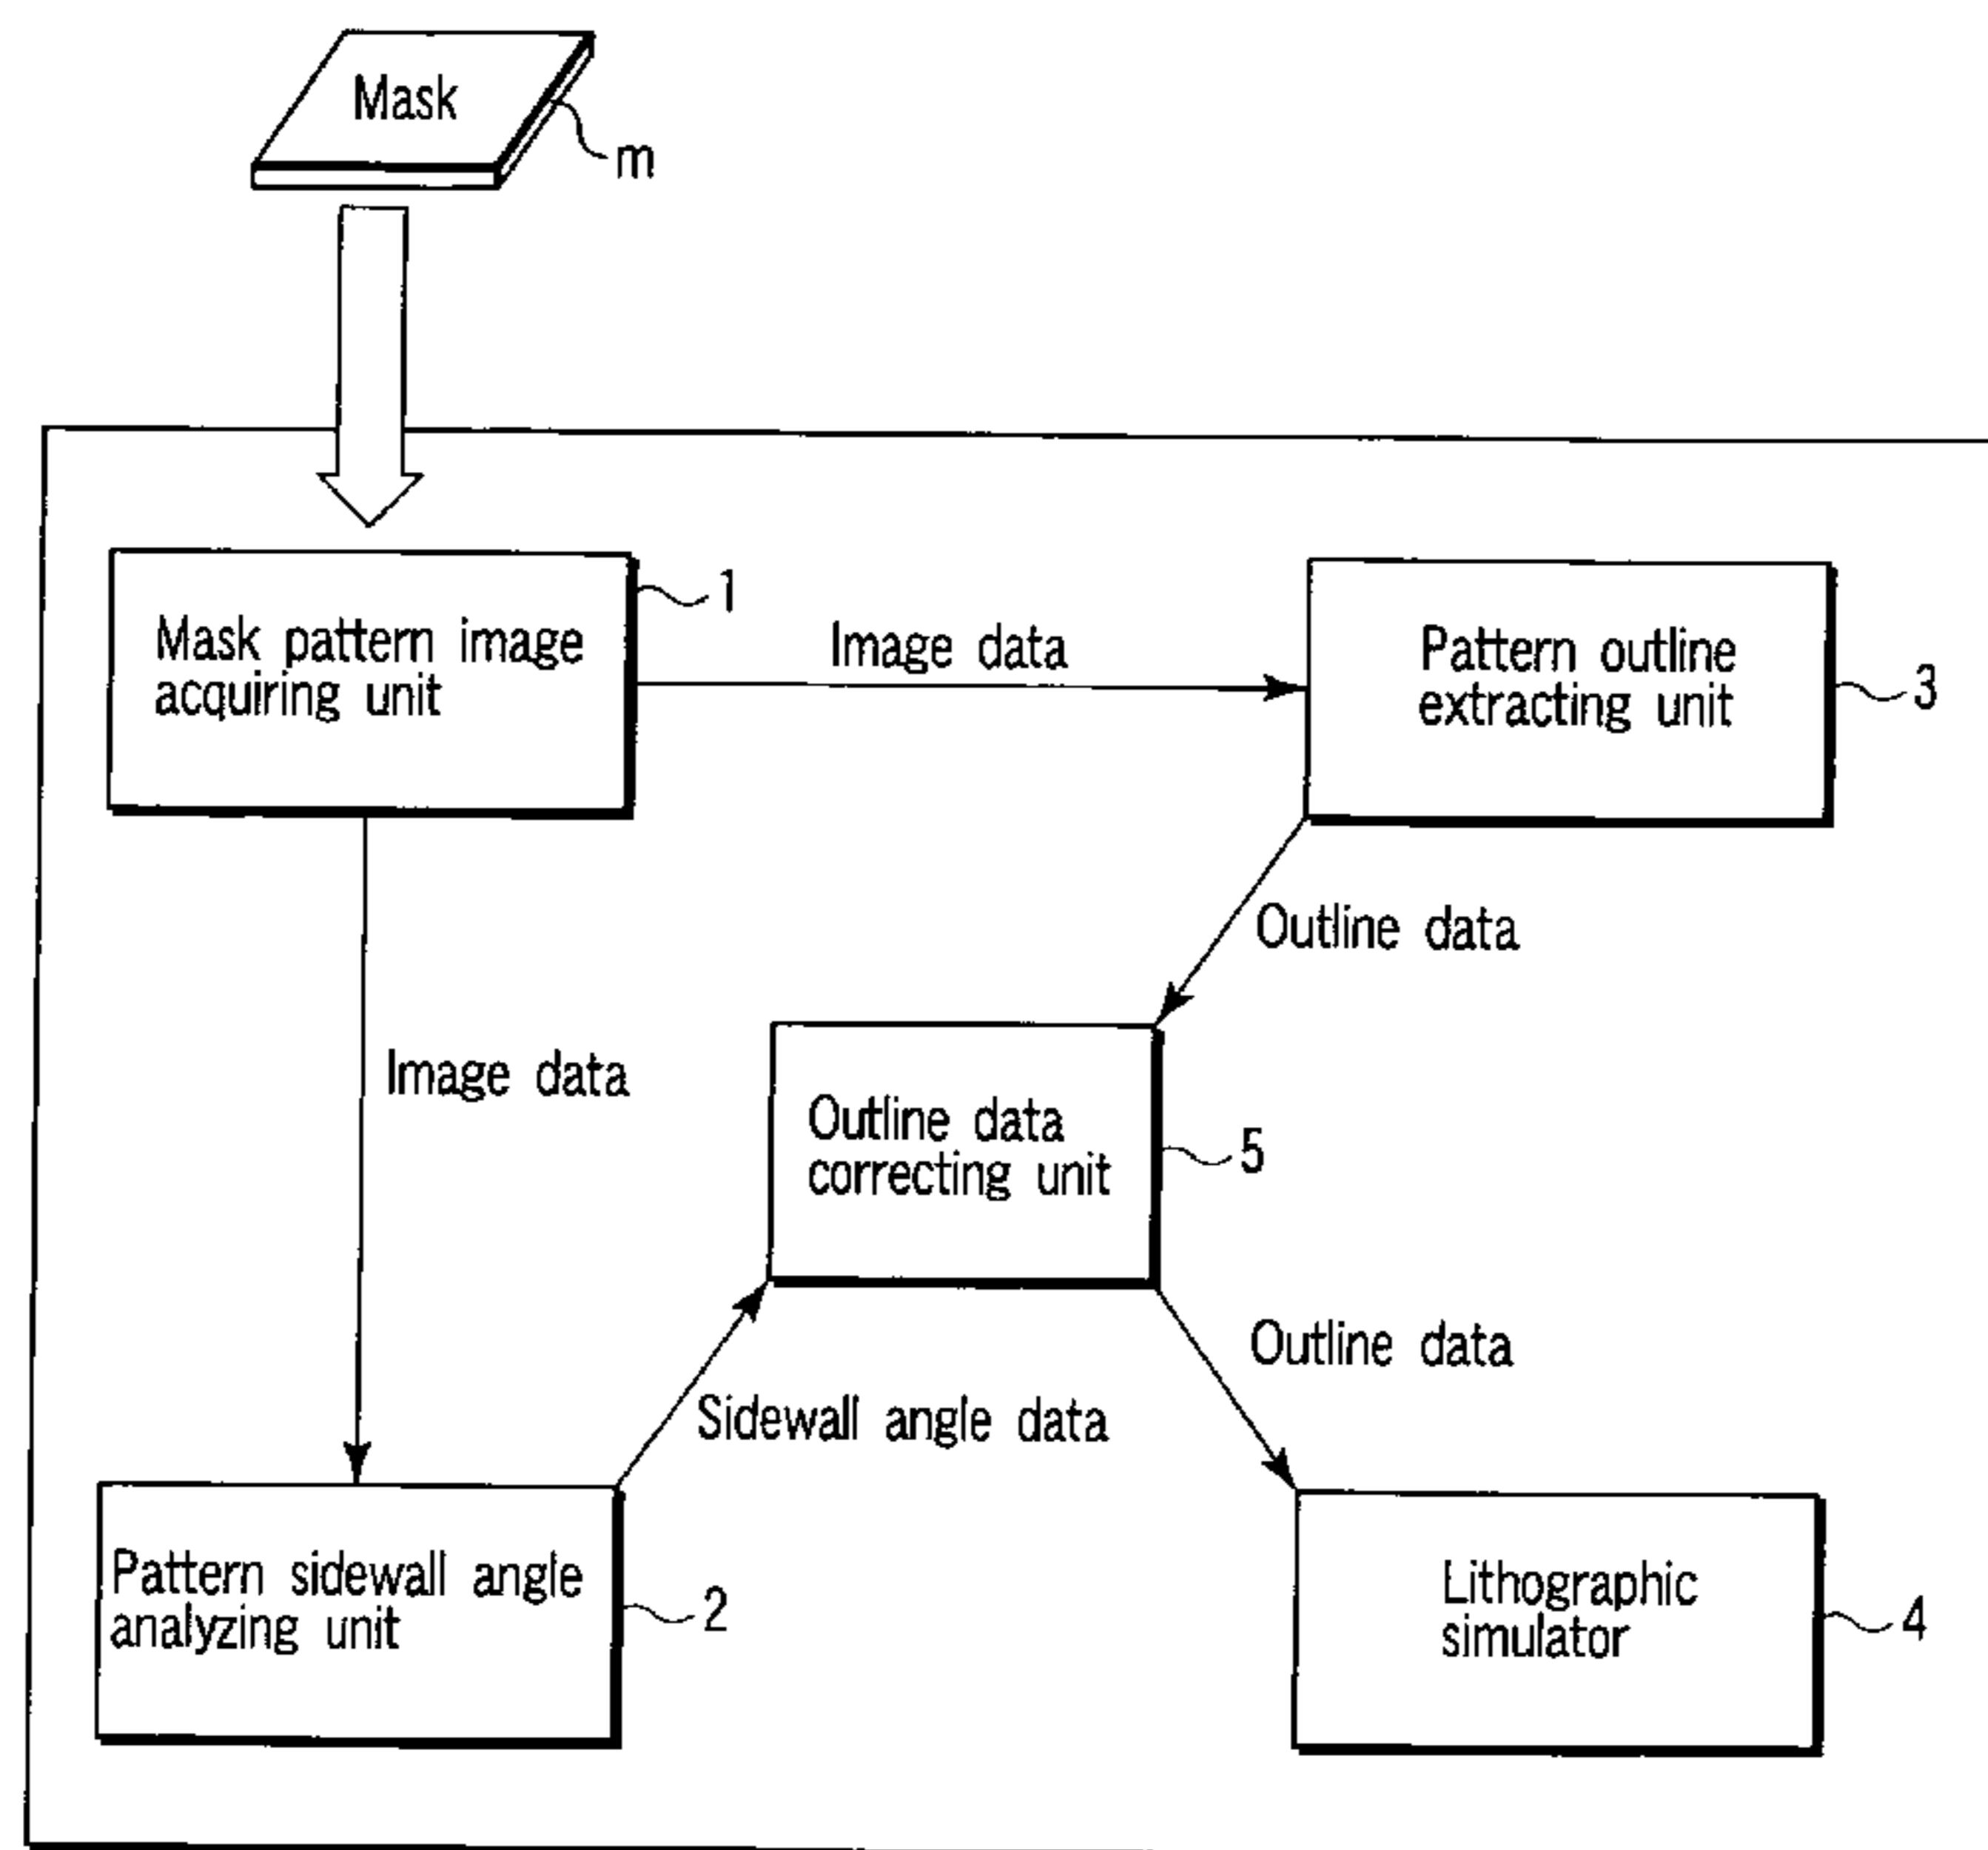 Mask
m
1
Mask pattern image
acquiring unit
Image data
Pattern outline
extracting unit
3
Outline data
Image data
Outline data
correcting unit
5
Outline data
Sidewall angle data
Pattern sidewall angle
analyzing unit
2
Lithographic
simulator
4